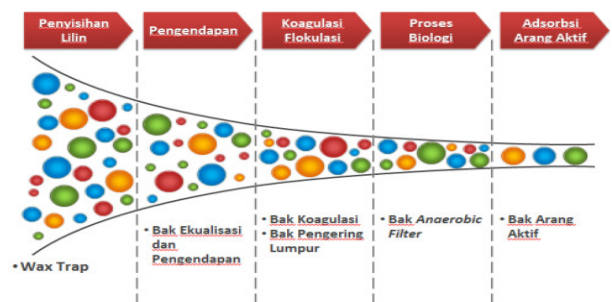 Penyisihan
Lilin
Pengendapan
Koagulasi
Flokulasi
Proses
Biologi
Adsorbsi
Arang Aktif
• Wax Trap
• Bak Ekualisasi
dan
Pengendapan
• Bak Koagulasi
• Bak Pengering
Lumpur
• Bak Anaerobic
Filter
• Bak Arang
Aktif